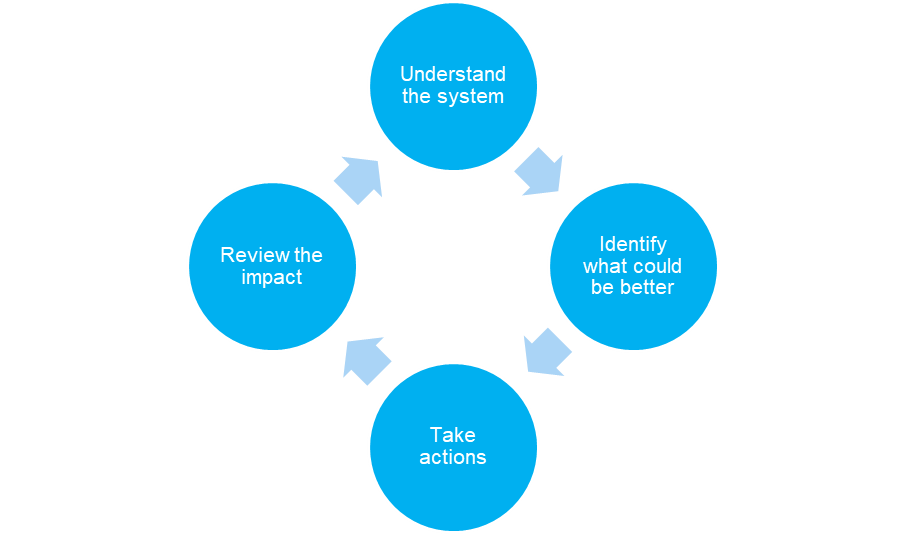 Understand
the system
Identify
what could
be better
Take
actions
Review the
impact